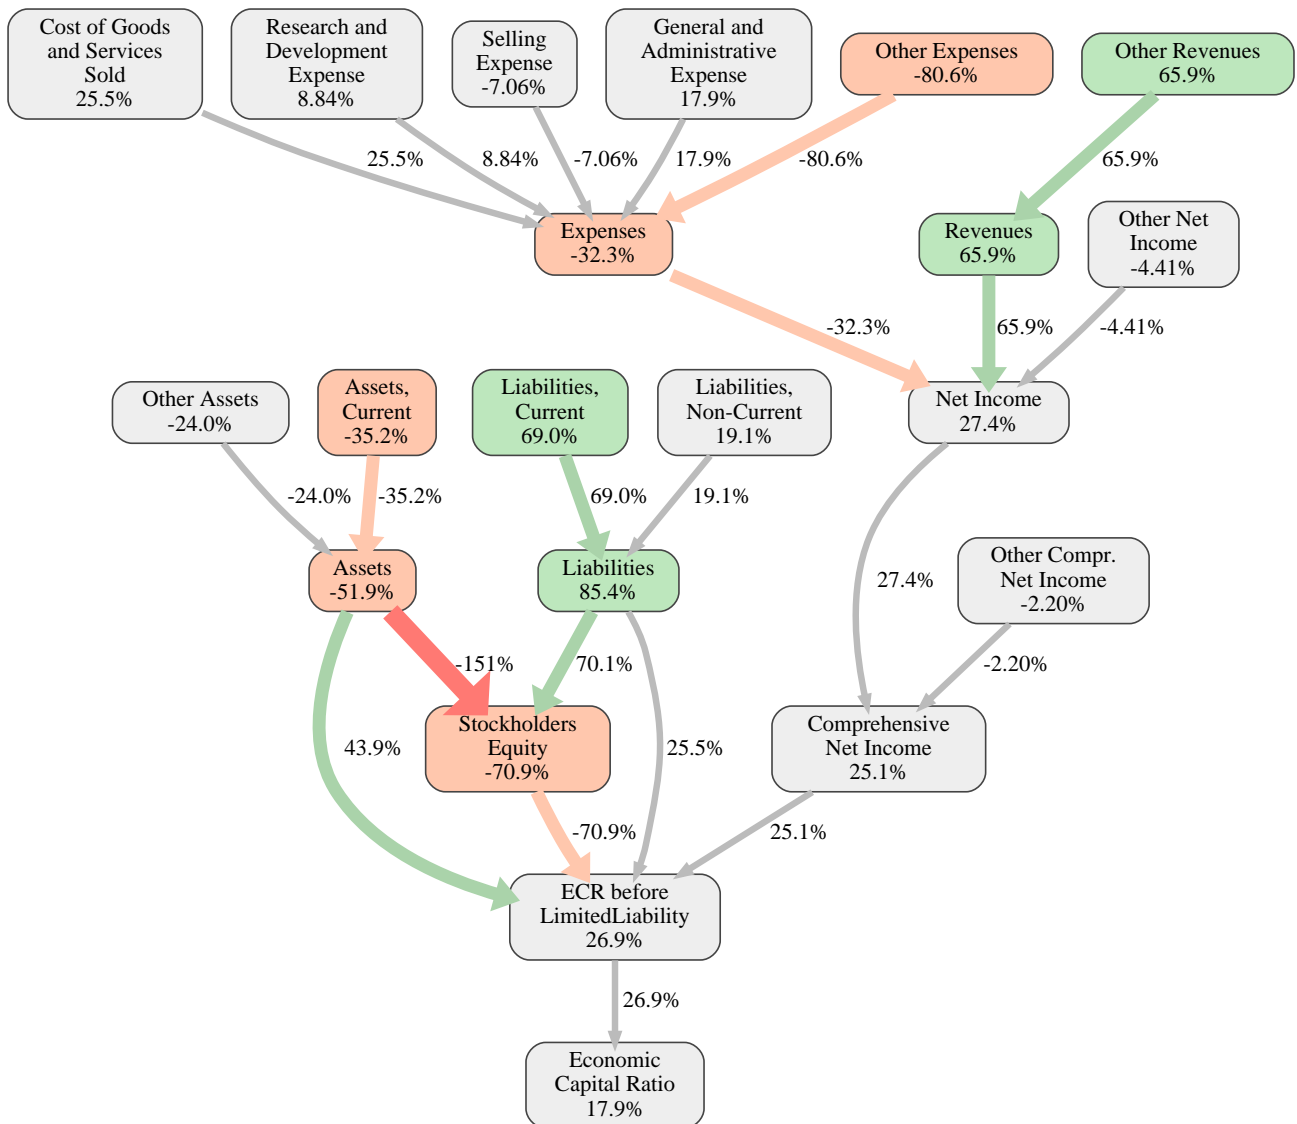 Cost of Goods
and Services
Sold
25.5%
Research and
Development
Expense
8.84%
Selling
Expense
-7.06%
General and
Administrative
Expense
17.9%
Other Expenses
-80.6%
Other Revenues
65.9%
25.5%
8.84%
-7.06%
17.9%
-80.6%
65.9%
Expenses
-32.3%
Revenues
65.9%
Other Net
Income
-4.41%
-32.3%
65.9%
-4.41%
Other Assets
-24.0%
Assets,
Current
-35.2%
Liabilities,
Current
69.0%
Liabilities,
Non-Current
19.1%
Net Income
27.4%
-24.0%
-35.2%
69.0%
19.1%
Assets
-51.9%
Liabilities
85.4%
27.4%
Other Compr.
Net Income
-2.20%
-151%
70.1%
-2.20%
43.9%
Stockholders
Equity
-70.9%
25.5%
Comprehensive
Net Income
25.1%
-70.9%
25.1%
ECR before
LimitedLiability
26.9%
26.9%
Economic
Capital Ratio
17.9%